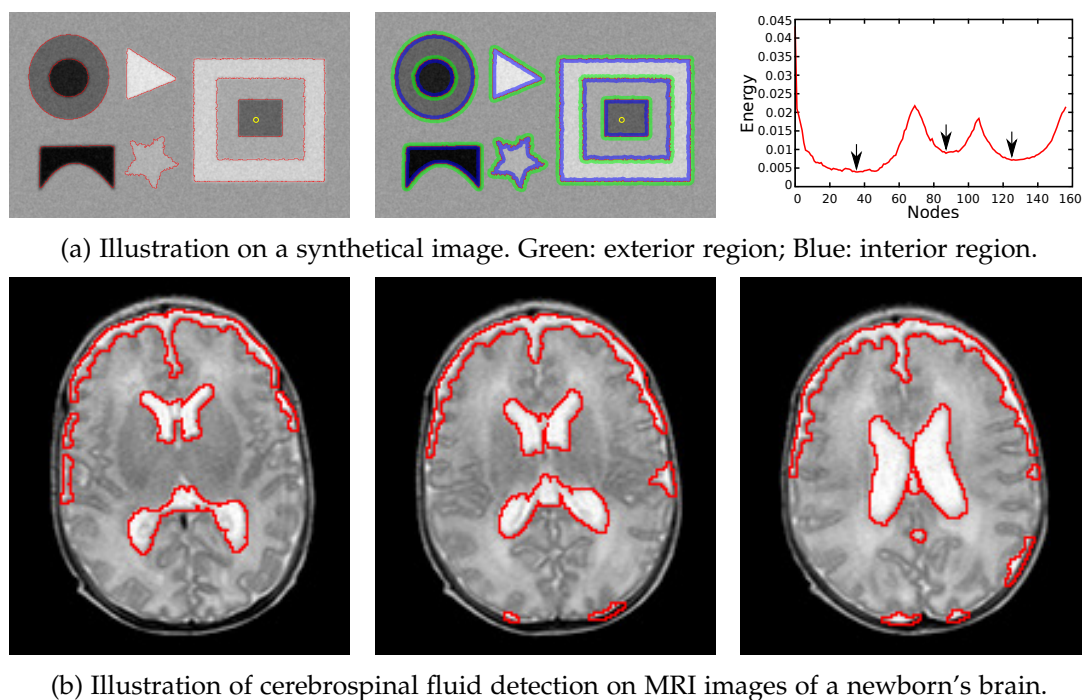 0.045
0.04
0.035
0.03
0.025
0.02
0.015
0.01
0.005
0
Energy
0 20 40 60 80 100 120 140 160
Nodes
(a) Illustration on a synthetical image. Green: exterior region; Blue: interior region.
(b) Illustration of cerebrospinal fluid detection on MRI images of a newborn's brain.